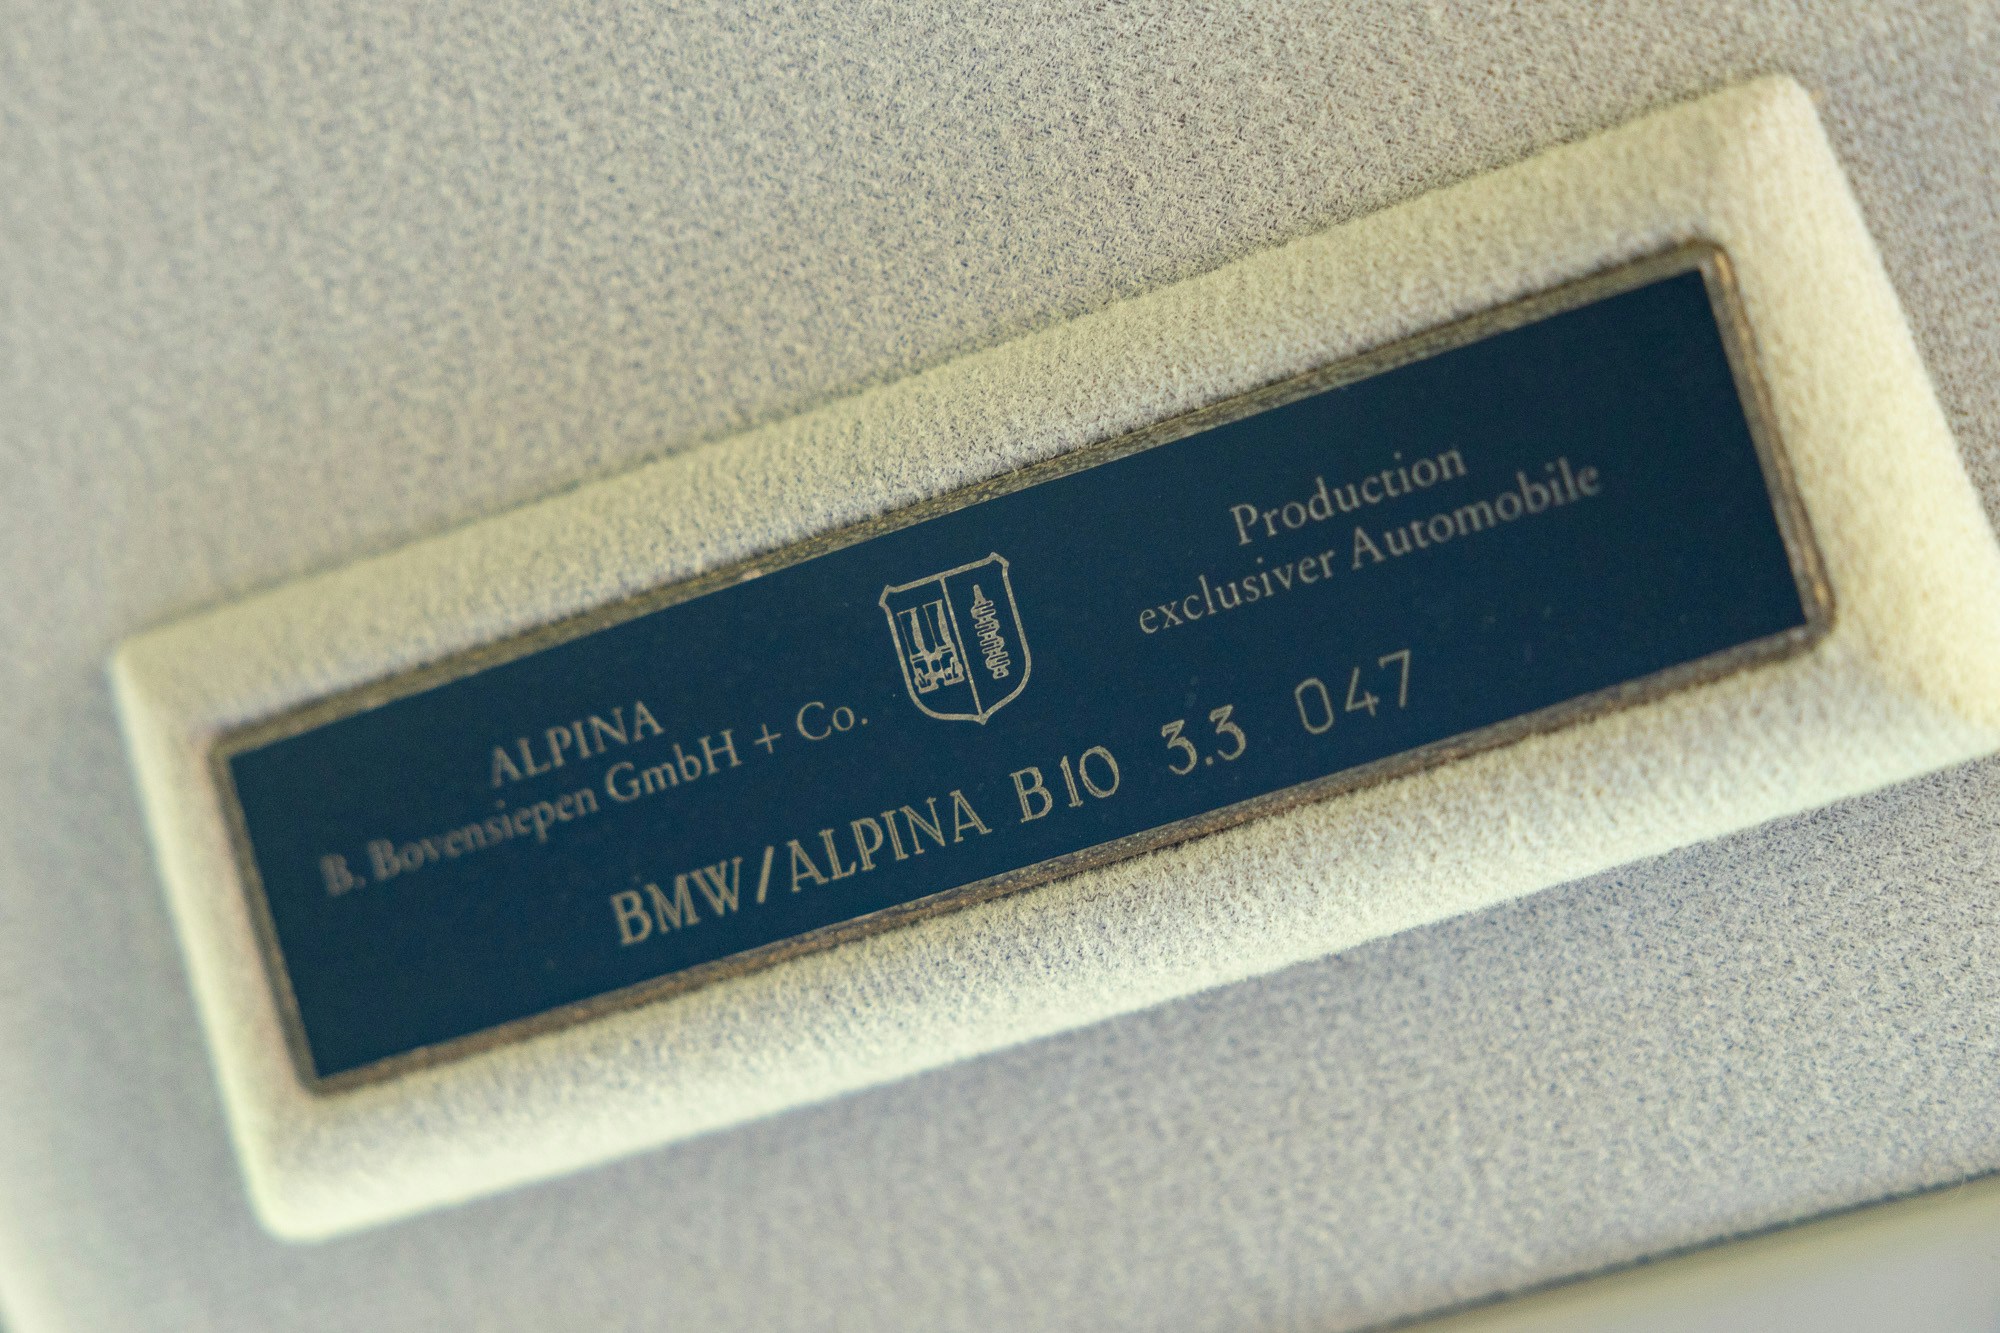 ALPINA
B. Bovensiepen GmbH + Co.
Production
exclusiver Automobile
BMW/ALPINA B10 3.3 047